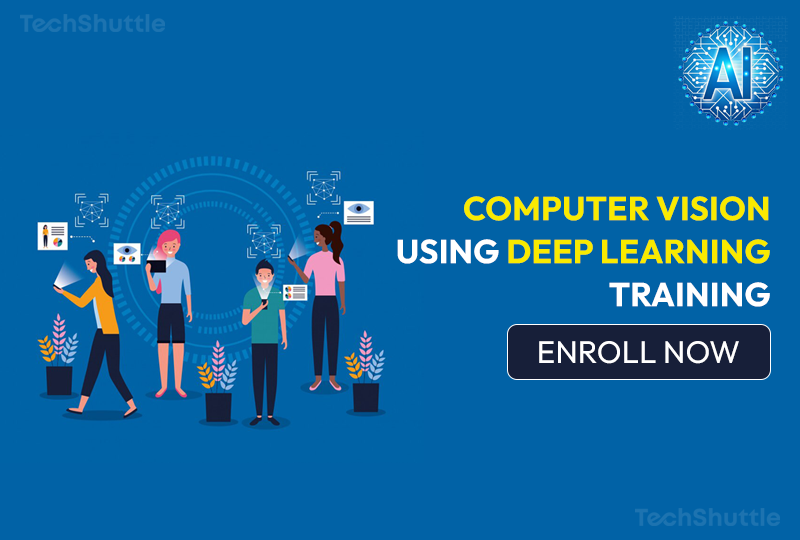 TechShuttle
AI
COMPUTER VISION
USING DEEP LEARNING
TRAINING
ENROLL NOW
TechShuttle